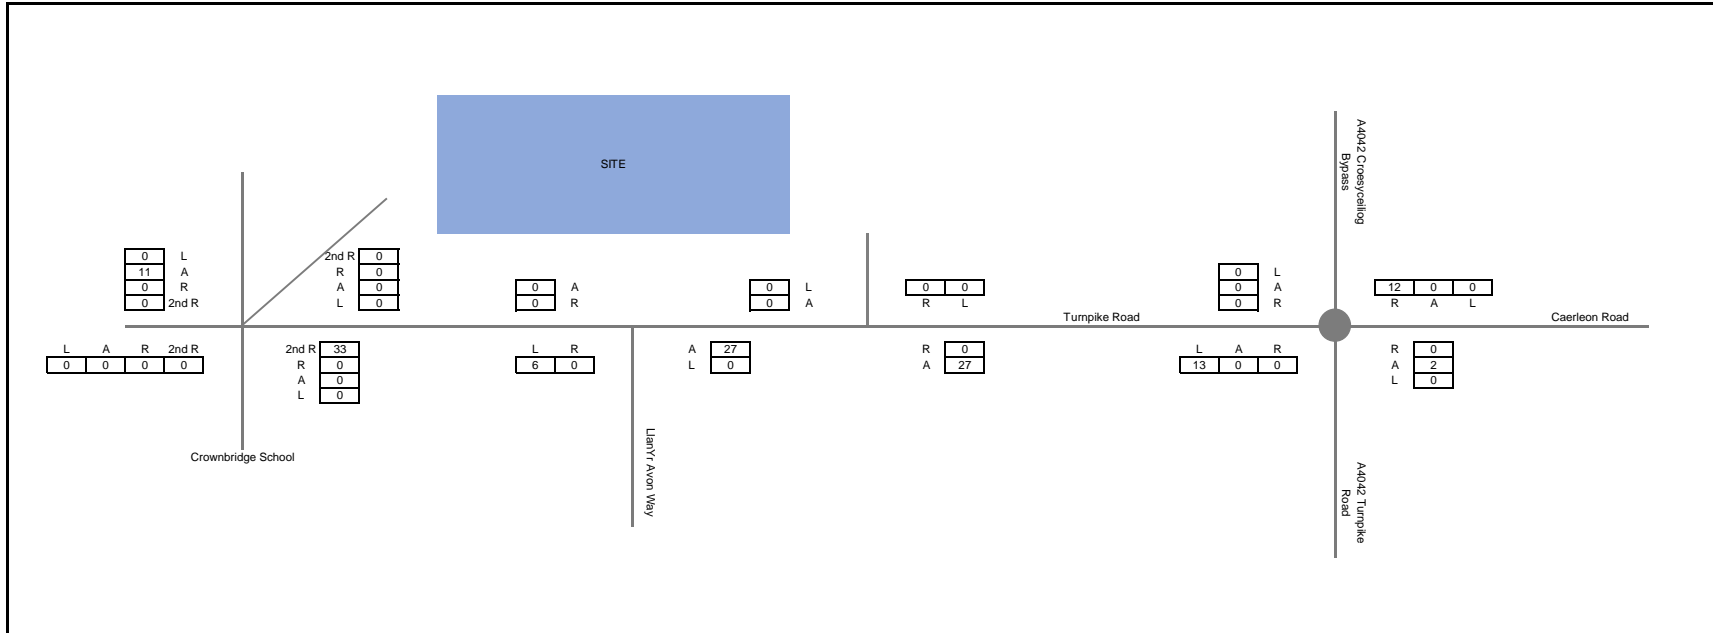 SITE
A4042 Croesyceiliog
Bypass
0 L
11 A
0 R
0 2nd R
2nd R 0
R 0
A 0
L 0
0 A
0 R
0 L
0 A
0 0
R L
0 L
0 A
0 R
12 0 0
R A L
Turnpike Road
Caerleon Road
L A R 2nd R
0 0 0 0
2nd R 33
R 0
A 0
L 0
L R
6 0
A 27
L 0
R 0
A 27
L A R
13 0 0
R 0
A 2
L 0
Crownbridge School
LlanYr Avon Way
A4042 Turnpike
Road